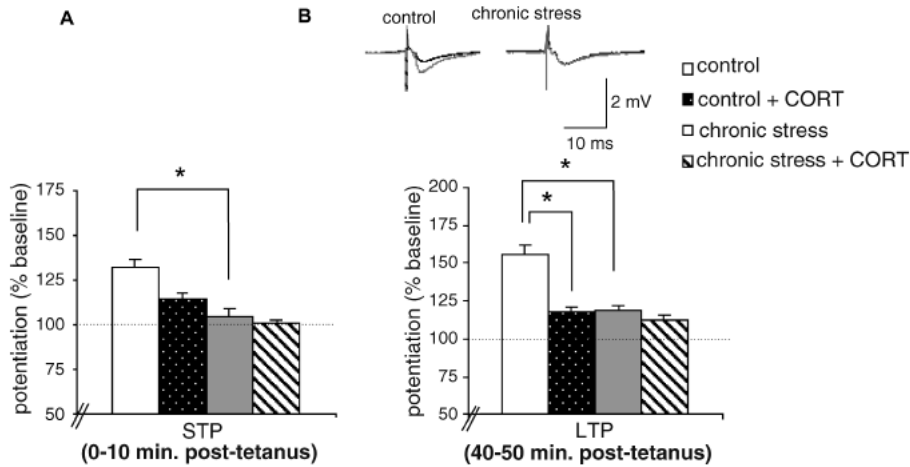 A
B
control
chronic stress
2 mV
10 ms
control
control + CORT
chronic stress
chronic stress + CORT
potentiation (% baseline)
175
150
125
100
75
50
*
STP
(0-10 min. post-tetanus)
potentiation (% baseline)
200
175
150
125
100
75
50
*
*
LTP
(40-50 min. post-tetanus)